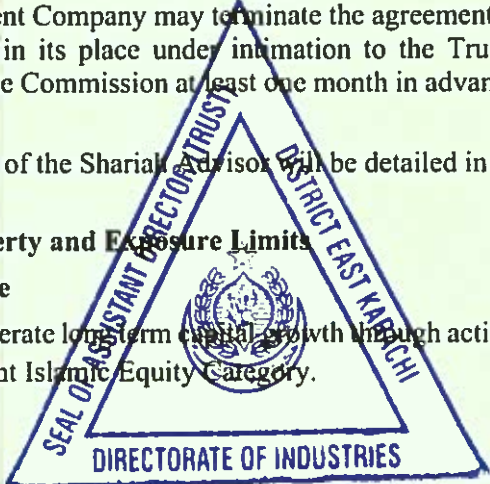 ent Company may terminate the agreement
in its place under intimation to the Tru
e Commission at least one month in advan
of the Shariah Advisor will be detailed in
erty and Exposure Limits
e
erate long term capital growth through acti
nt Islamic Equity Category.
SEAL OF ASSISTANT DIRECTOR (TRUST)
DISTRICT EAST KARACHI
DIRECTORATE OF INDUSTRIES